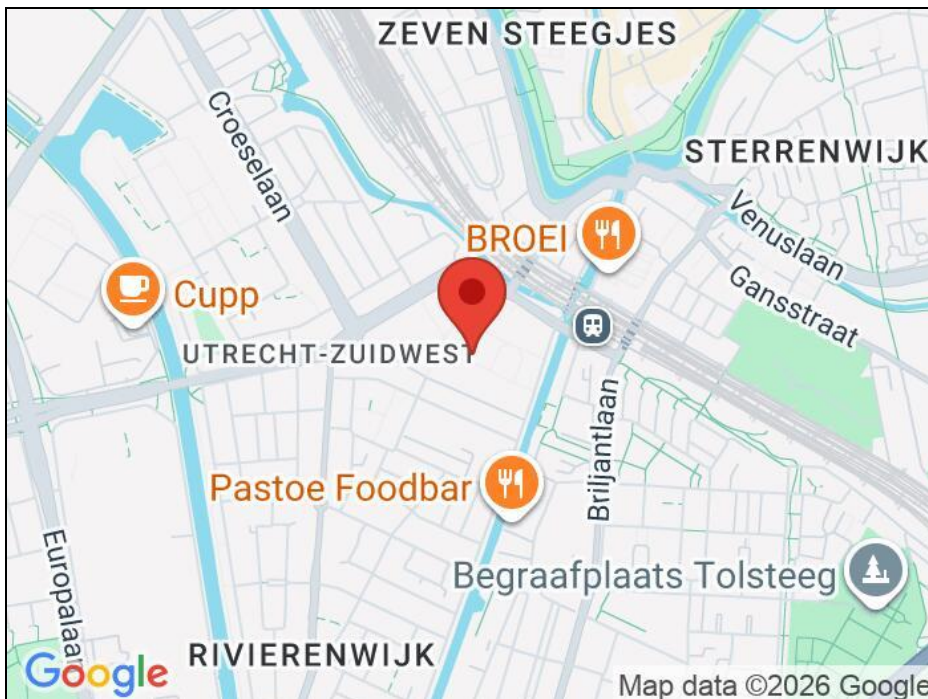 ZEVEN STEEGJES
Croeselaan
STERRENWIJK
Venuslaan
BROEI
Gansstraat
Cupp
UTRECHT-ZUIDWEST
Briljantlaan
Pastoe Foodbar
Europalaan
Begraafplaats Tolsteeg
RIVIERENWIJK
Google
Map data ©2026 Google